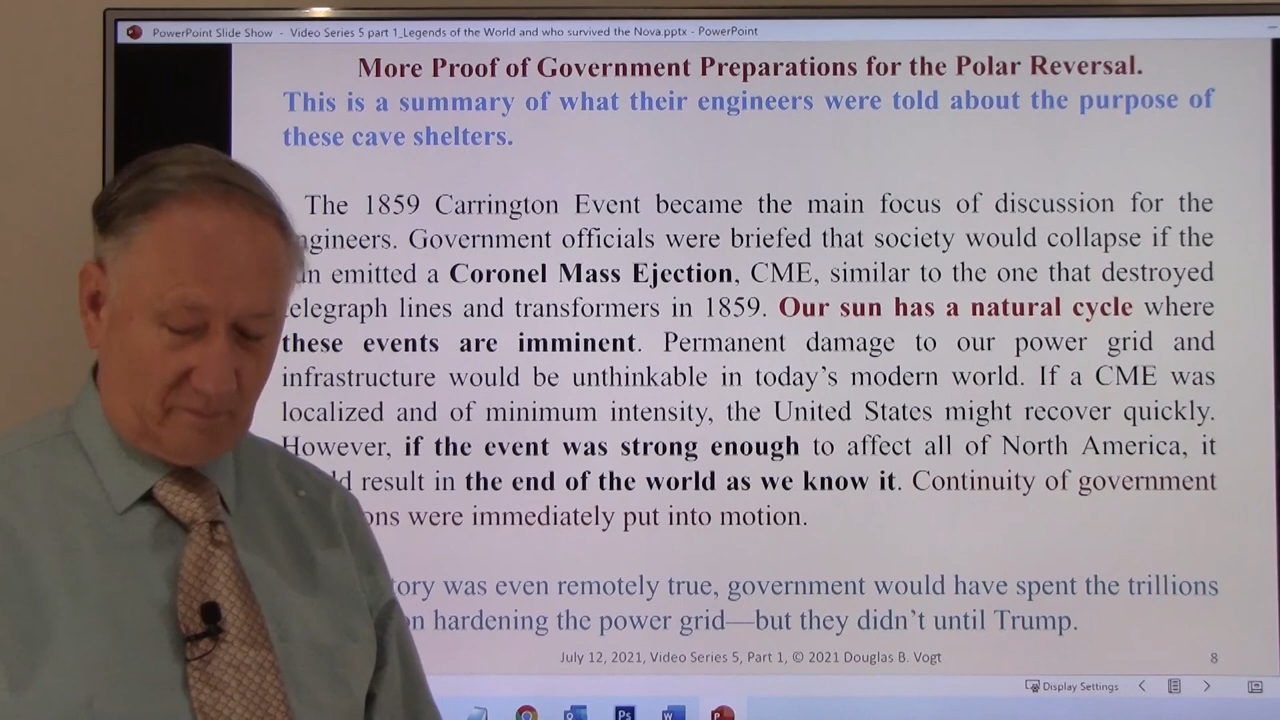 PowerPoint Slide Show - Video Series 5 part 1_Legends of the World and who survived the Nova.pptx - PowerPoint
More Proof of Government Preparations for the Polar Reversal.
This is a summary of what their engineers were told about the purpose of
these cave shelters.
The 1859 Carrington Event became the main focus of discussion for the
ngineers. Government officials were briefed that society would collapse if the
n emitted a Coronel Mass Ejection, CME, similar to the one that destroyed
elegraph lines and transformers in 1859. Our sun has a natural cycle where
these events are imminent. Permanent damage to our power grid and
infrastructure would be unthinkable in today's modern world. If a CME was
localized and of minimum intensity, the United States might recover quickly.
However, if the event was strong enough to affect all of North America, it
d result in the end of the world as we know it. Continuity of government
ons were immediately put into motion.
ory was even remotely true, government would have spent the trillions
on hardening the power grid—but they didn't until Trump.
July 12, 2021, Video Series 5, Part 1, © 2021 Douglas B. Vogt
8
Display Settings